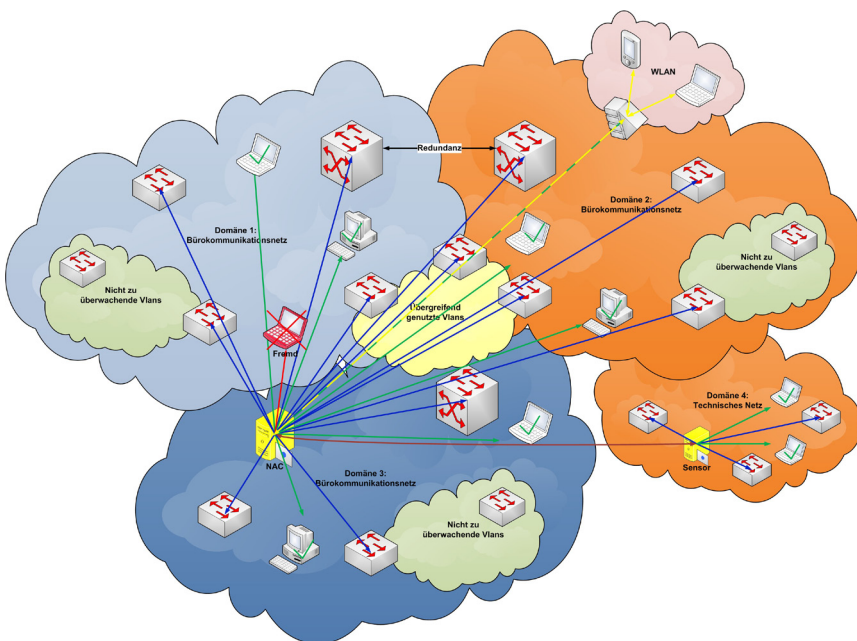 WLAN
Redundanz
Domäne 1:
Bürokommunikationsnetz
Domäne 2:
Bürokommunikationsnetz
Nicht zu
überwachende Vlans
Nicht zu
überwachende Vlans
Übergreifend
genutzte Vlans
Fremd
Domäne 4:
Technisches Netz
Sensor
NAC
Domäne 3:
Bürokommunikationsnetz
Nicht zu
überwachende Vlans